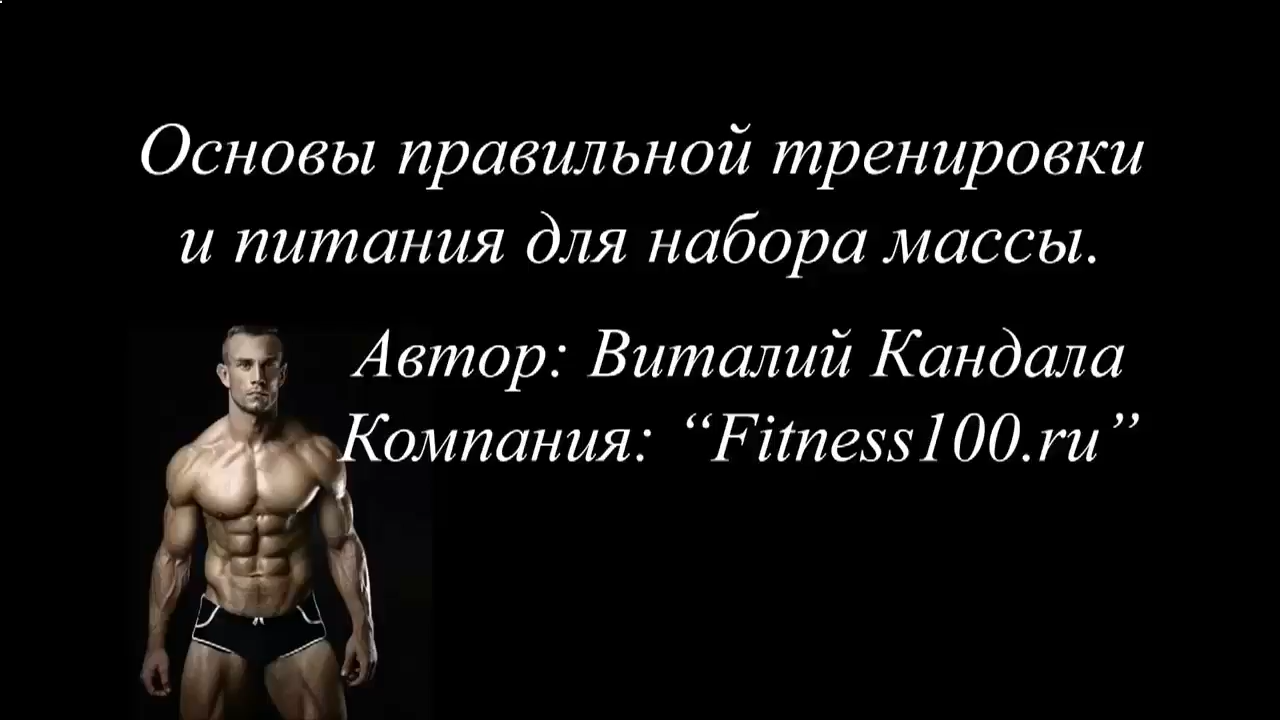 Основы правильной тренировки
и питания для набора массы.
Автор: Виталий Кандала
Компания: “Fitness100.ru”